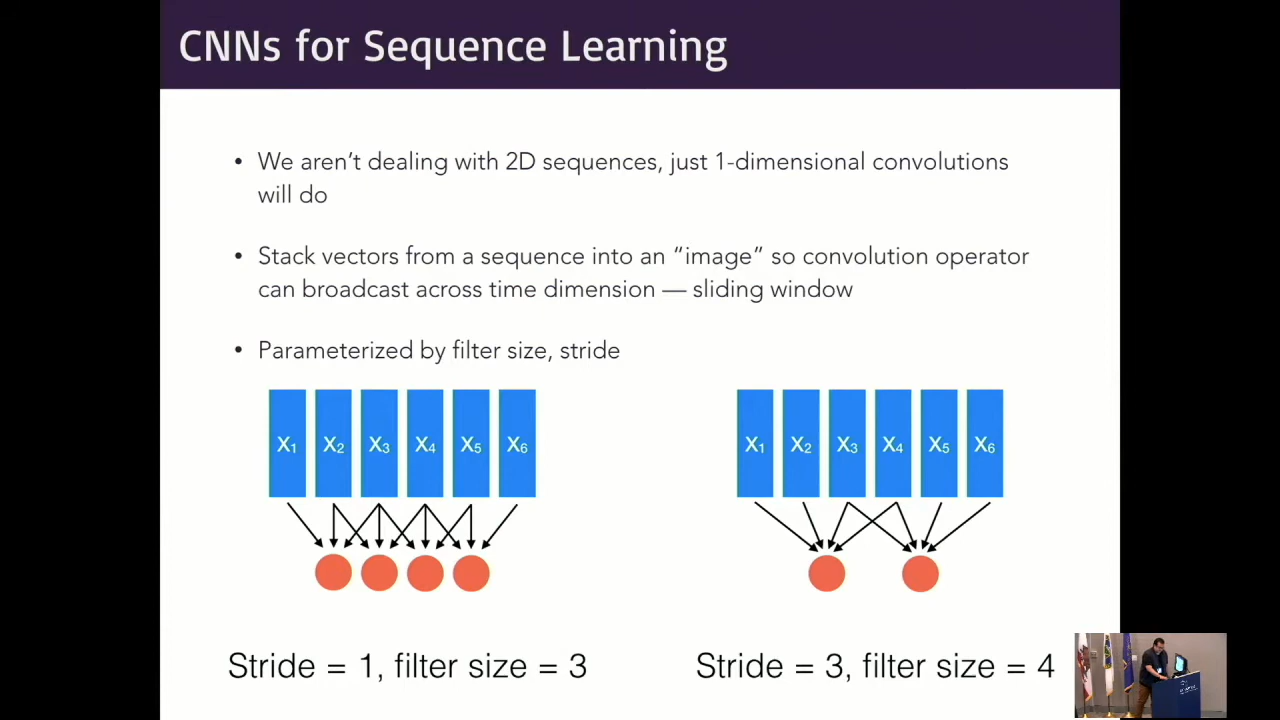 CNNs for Sequence Learning
• We aren’t dealing with 2D sequences, just 1-dimensional convolutions
will do
• Stack vectors from a sequence into an “image” so convolution operator
can broadcast across time dimension — sliding window
• Parameterized by filter size, stride
X1 X2 X3 X4 X5 X6
X1 X2 X3 X4 X5 X6
Stride = 1, filter size = 3
Stride = 3, filter size = 4